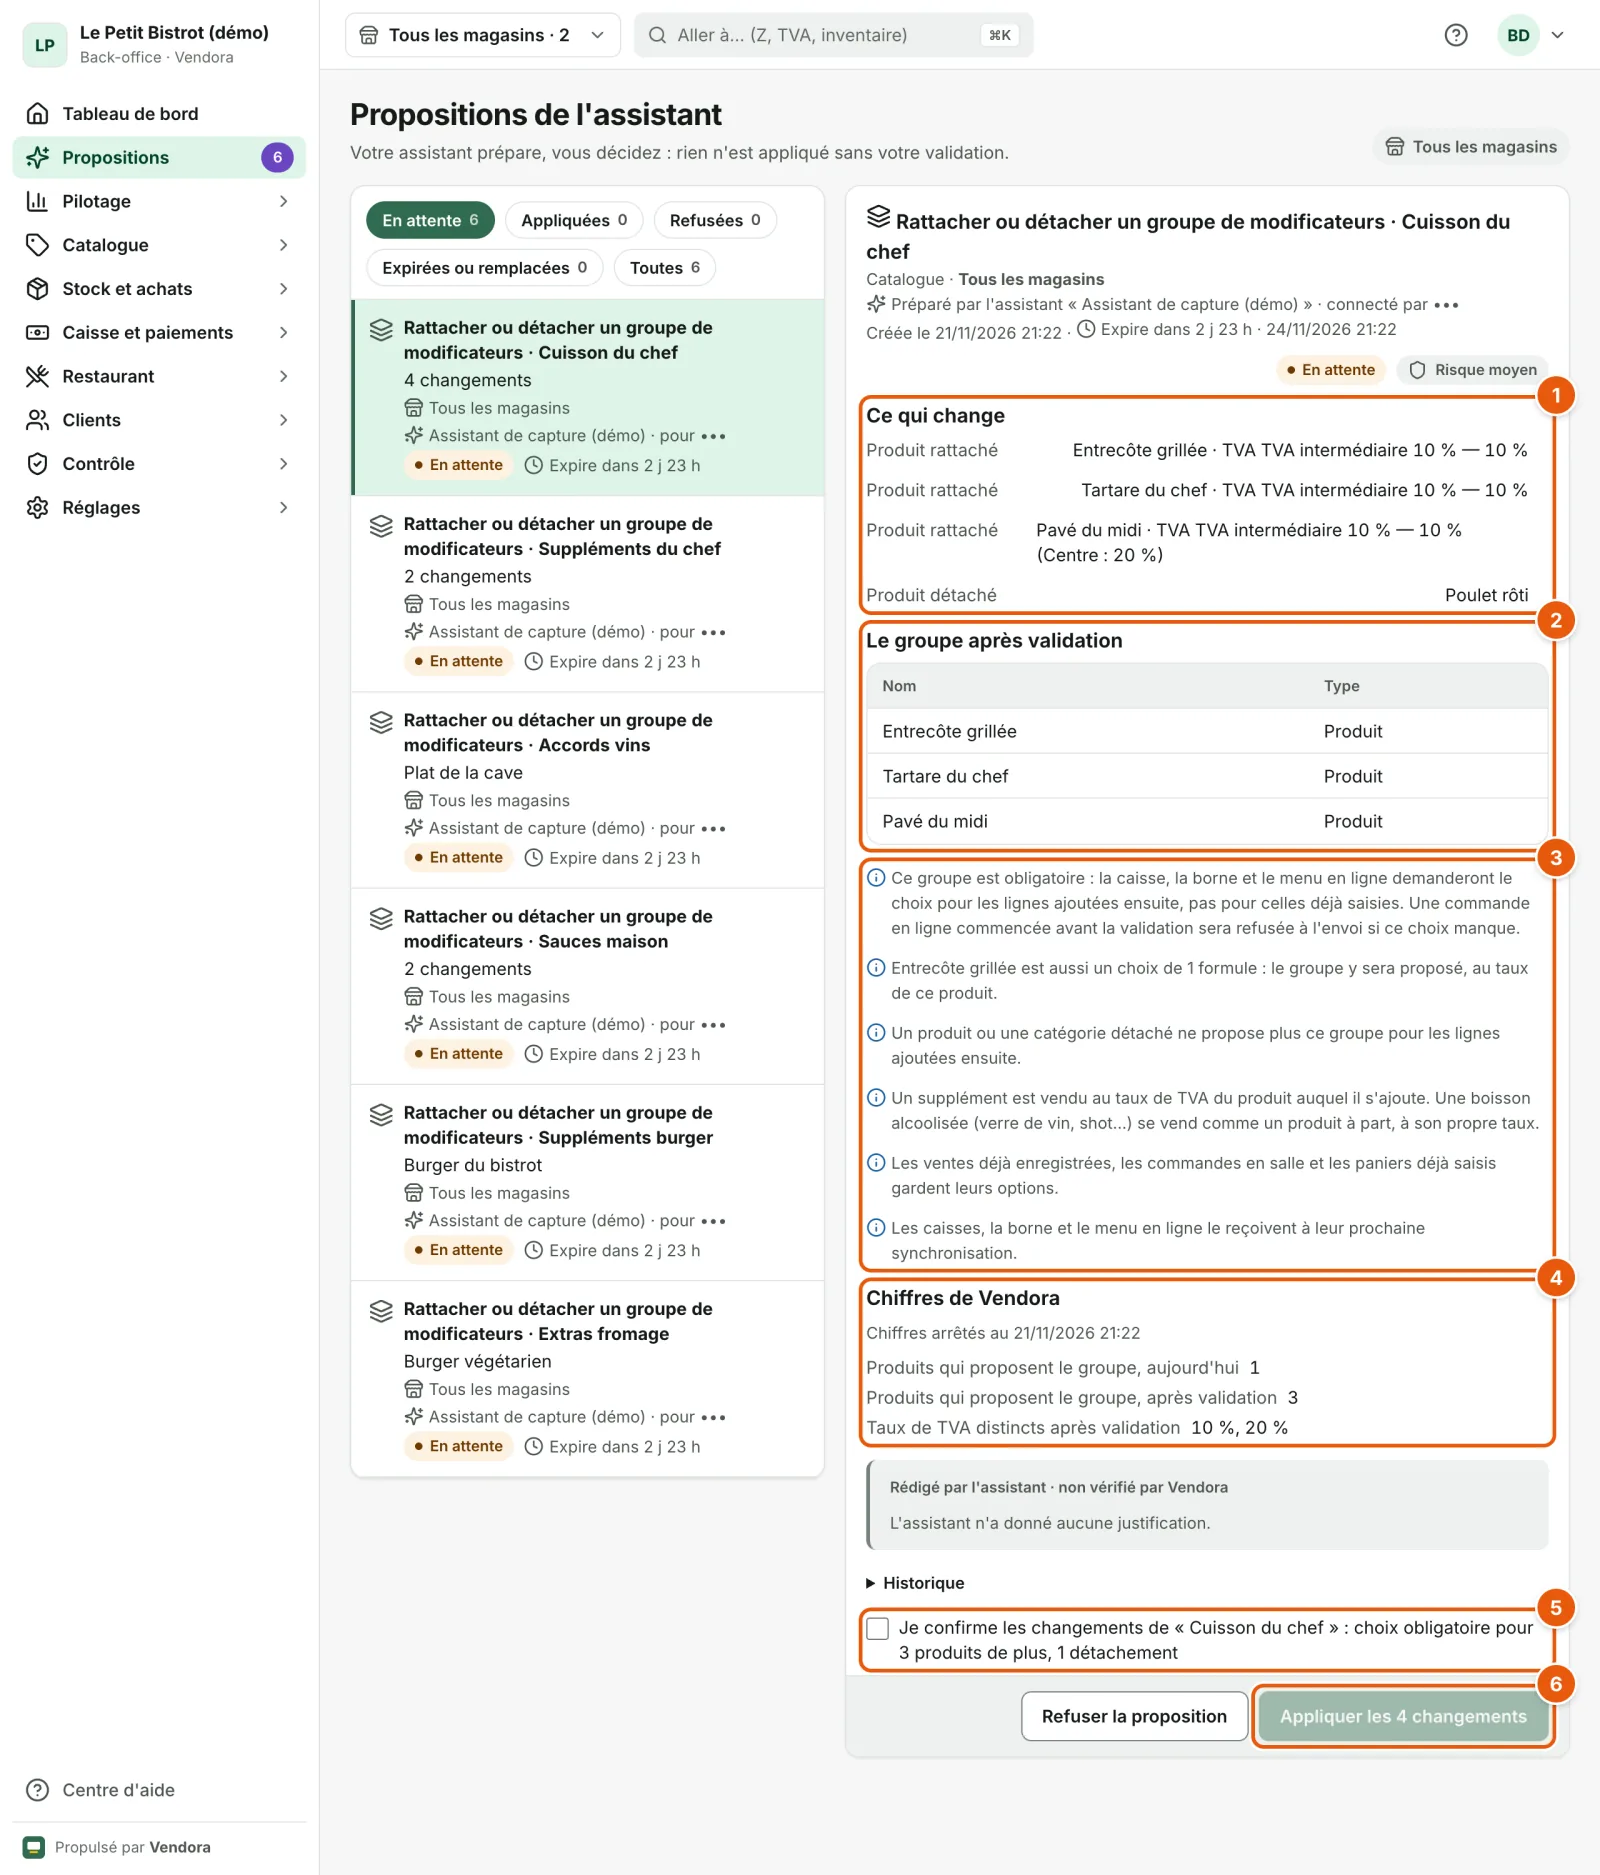 LP
Le Petit Bistrot (démo)
Back-office · Vendora
Tableau de bord
Propositions 6
Pilotage
Catalogue
Stock et achats
Caisse et paiements
Restaurant
Clients
Contrôle
Réglages
Centre d'aide
Propulsé par Vendora
Tous les magasins · 2
Aller à... (Z, TVA, inventaire) ⌘K
BD
Propositions de l'assistant
Votre assistant prépare, vous décidez : rien n'est appliqué sans votre validation.
Tous les magasins
En attente 6
Appliquées 0
Refusées 0
Expirées ou remplacées 0
Toutes 6
Rattacher ou détacher un groupe de
modificateurs · Cuisson du chef
4 changements
Tous les magasins
Assistant de capture (démo) · pour •••
En attente
Expire dans 2 j 23 h
Rattacher ou détacher un groupe de
modificateurs · Suppléments du chef
2 changements
Tous les magasins
Assistant de capture (démo) · pour •••
En attente
Expire dans 2 j 23 h
Rattacher ou détacher un groupe de
modificateurs · Accords vins
Plat de la cave
Tous les magasins
Assistant de capture (démo) · pour •••
En attente
Expire dans 2 j 23 h
Rattacher ou détacher un groupe de
modificateurs · Sauces maison
2 changements
Tous les magasins
Assistant de capture (démo) · pour •••
En attente
Expire dans 2 j 23 h
Rattacher ou détacher un groupe de
modificateurs · Suppléments burger
Burger du bistrot
Tous les magasins
Assistant de capture (démo) · pour •••
En attente
Expire dans 2 j 23 h
Rattacher ou détacher un groupe de
modificateurs · Extras fromage
Burger végétarien
Tous les magasins
Assistant de capture (démo) · pour •••
En attente
Expire dans 2 j 23 h
Rattacher ou détacher un groupe de modificateurs · Cuisson du
chef
Catalogue · Tous les magasins
Préparé par l'assistant « Assistant de capture (démo) » · connecté par •••
Créée le 21/11/2026 21:22 · Expire dans 2 j 23 h · 24/11/2026 21:22
En attente
Risque moyen
1
Ce qui change
Produit rattaché Entrecôte grillée · TVA TVA intermédiaire 10 % — 10 %
Produit rattaché Tartare du chef · TVA TVA intermédiaire 10 % — 10 %
Produit rattaché Pavé du midi · TVA TVA intermédiaire 10 % — 10 %
(Centre : 20 %)
Produit détaché Poulet rôti
2
Le groupe après validation
Nom Type
Entrecôte grillée Produit
Tartare du chef Produit
Pavé du midi Produit
3
Ce groupe est obligatoire : la caisse, la borne et le menu en ligne demanderont le
choix pour les lignes ajoutées ensuite, pas pour celles déjà saisies. Une commande
en ligne commencée avant la validation sera refusée à l'envoi si ce choix manque.
Entrecôte grillée est aussi un choix de 1 formule : le groupe y sera proposé, au taux
de ce produit.
Un produit ou une catégorie détaché ne propose plus ce groupe pour les lignes
ajoutées ensuite.
Un supplément est vendu au taux de TVA du produit auquel il s'ajoute. Une boisson
alcoolisée (verre de vin, shot...) se vend comme un produit à part, à son propre taux.
Les ventes déjà enregistrées, les commandes en salle et les paniers déjà saisis
gardent leurs options.
Les caisses, la borne et le menu en ligne le reçoivent à leur prochaine
synchronisation.
4
Chiffres de Vendora
Chiffres arrêtés au 21/11/2026 21:22
Produits qui proposent le groupe, aujourd'hui 1
Produits qui proposent le groupe, après validation 3
Taux de TVA distincts après validation 10 %, 20 %
Rédigé par l'assistant · non vérifié par Vendora
L'assistant n'a donné aucune justification.
Historique
5
Je confirme les changements de « Cuisson du chef » : choix obligatoire pour
3 produits de plus, 1 détachement
6
Refuser la proposition
Appliquer les 4 changements